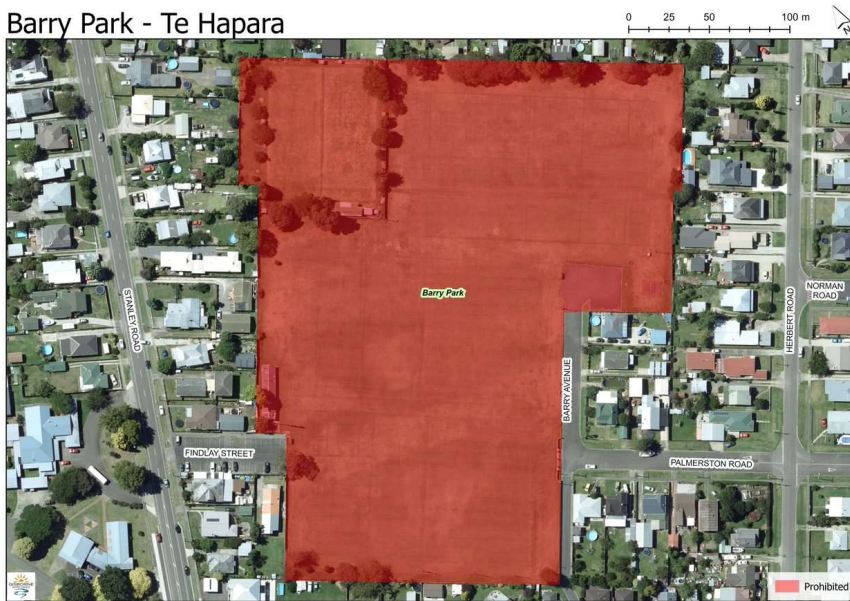 Barry Park - Te Hapara
0 25 50 100 m
N
STANLEY ROAD
Barry Park
HERBERT ROAD
NORMAN
ROAD
BARRY AVENUE
FINDLAY STREET
PALMERSTON ROAD
GISBORNE
Prohibited